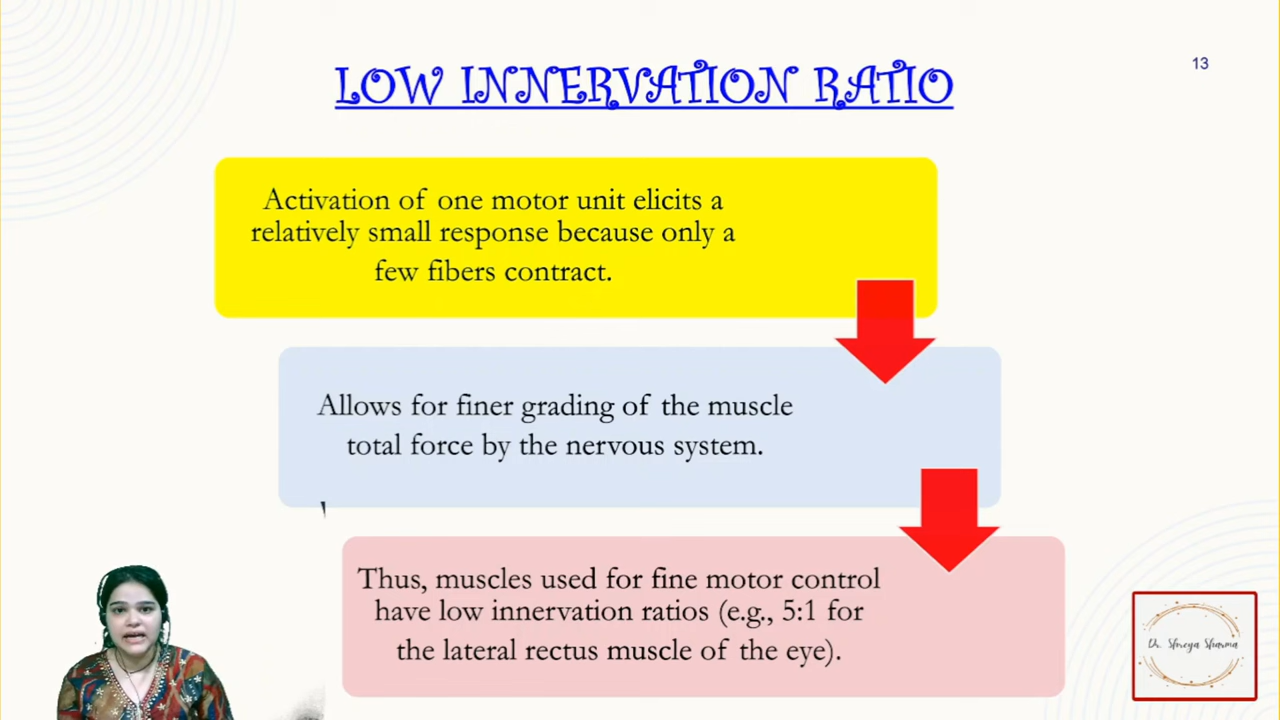 13
LOW INNERVATION RATIO
Activation of one motor unit elicits a
relatively small response because only a
few fibers contract.
Allows for finer grading of the muscle
total force by the nervous system.
Thus, muscles used for fine motor control
have low innervation ratios (e.g., 5:1 for
the lateral rectus muscle of the eye).
Dr. Shreya Sharma